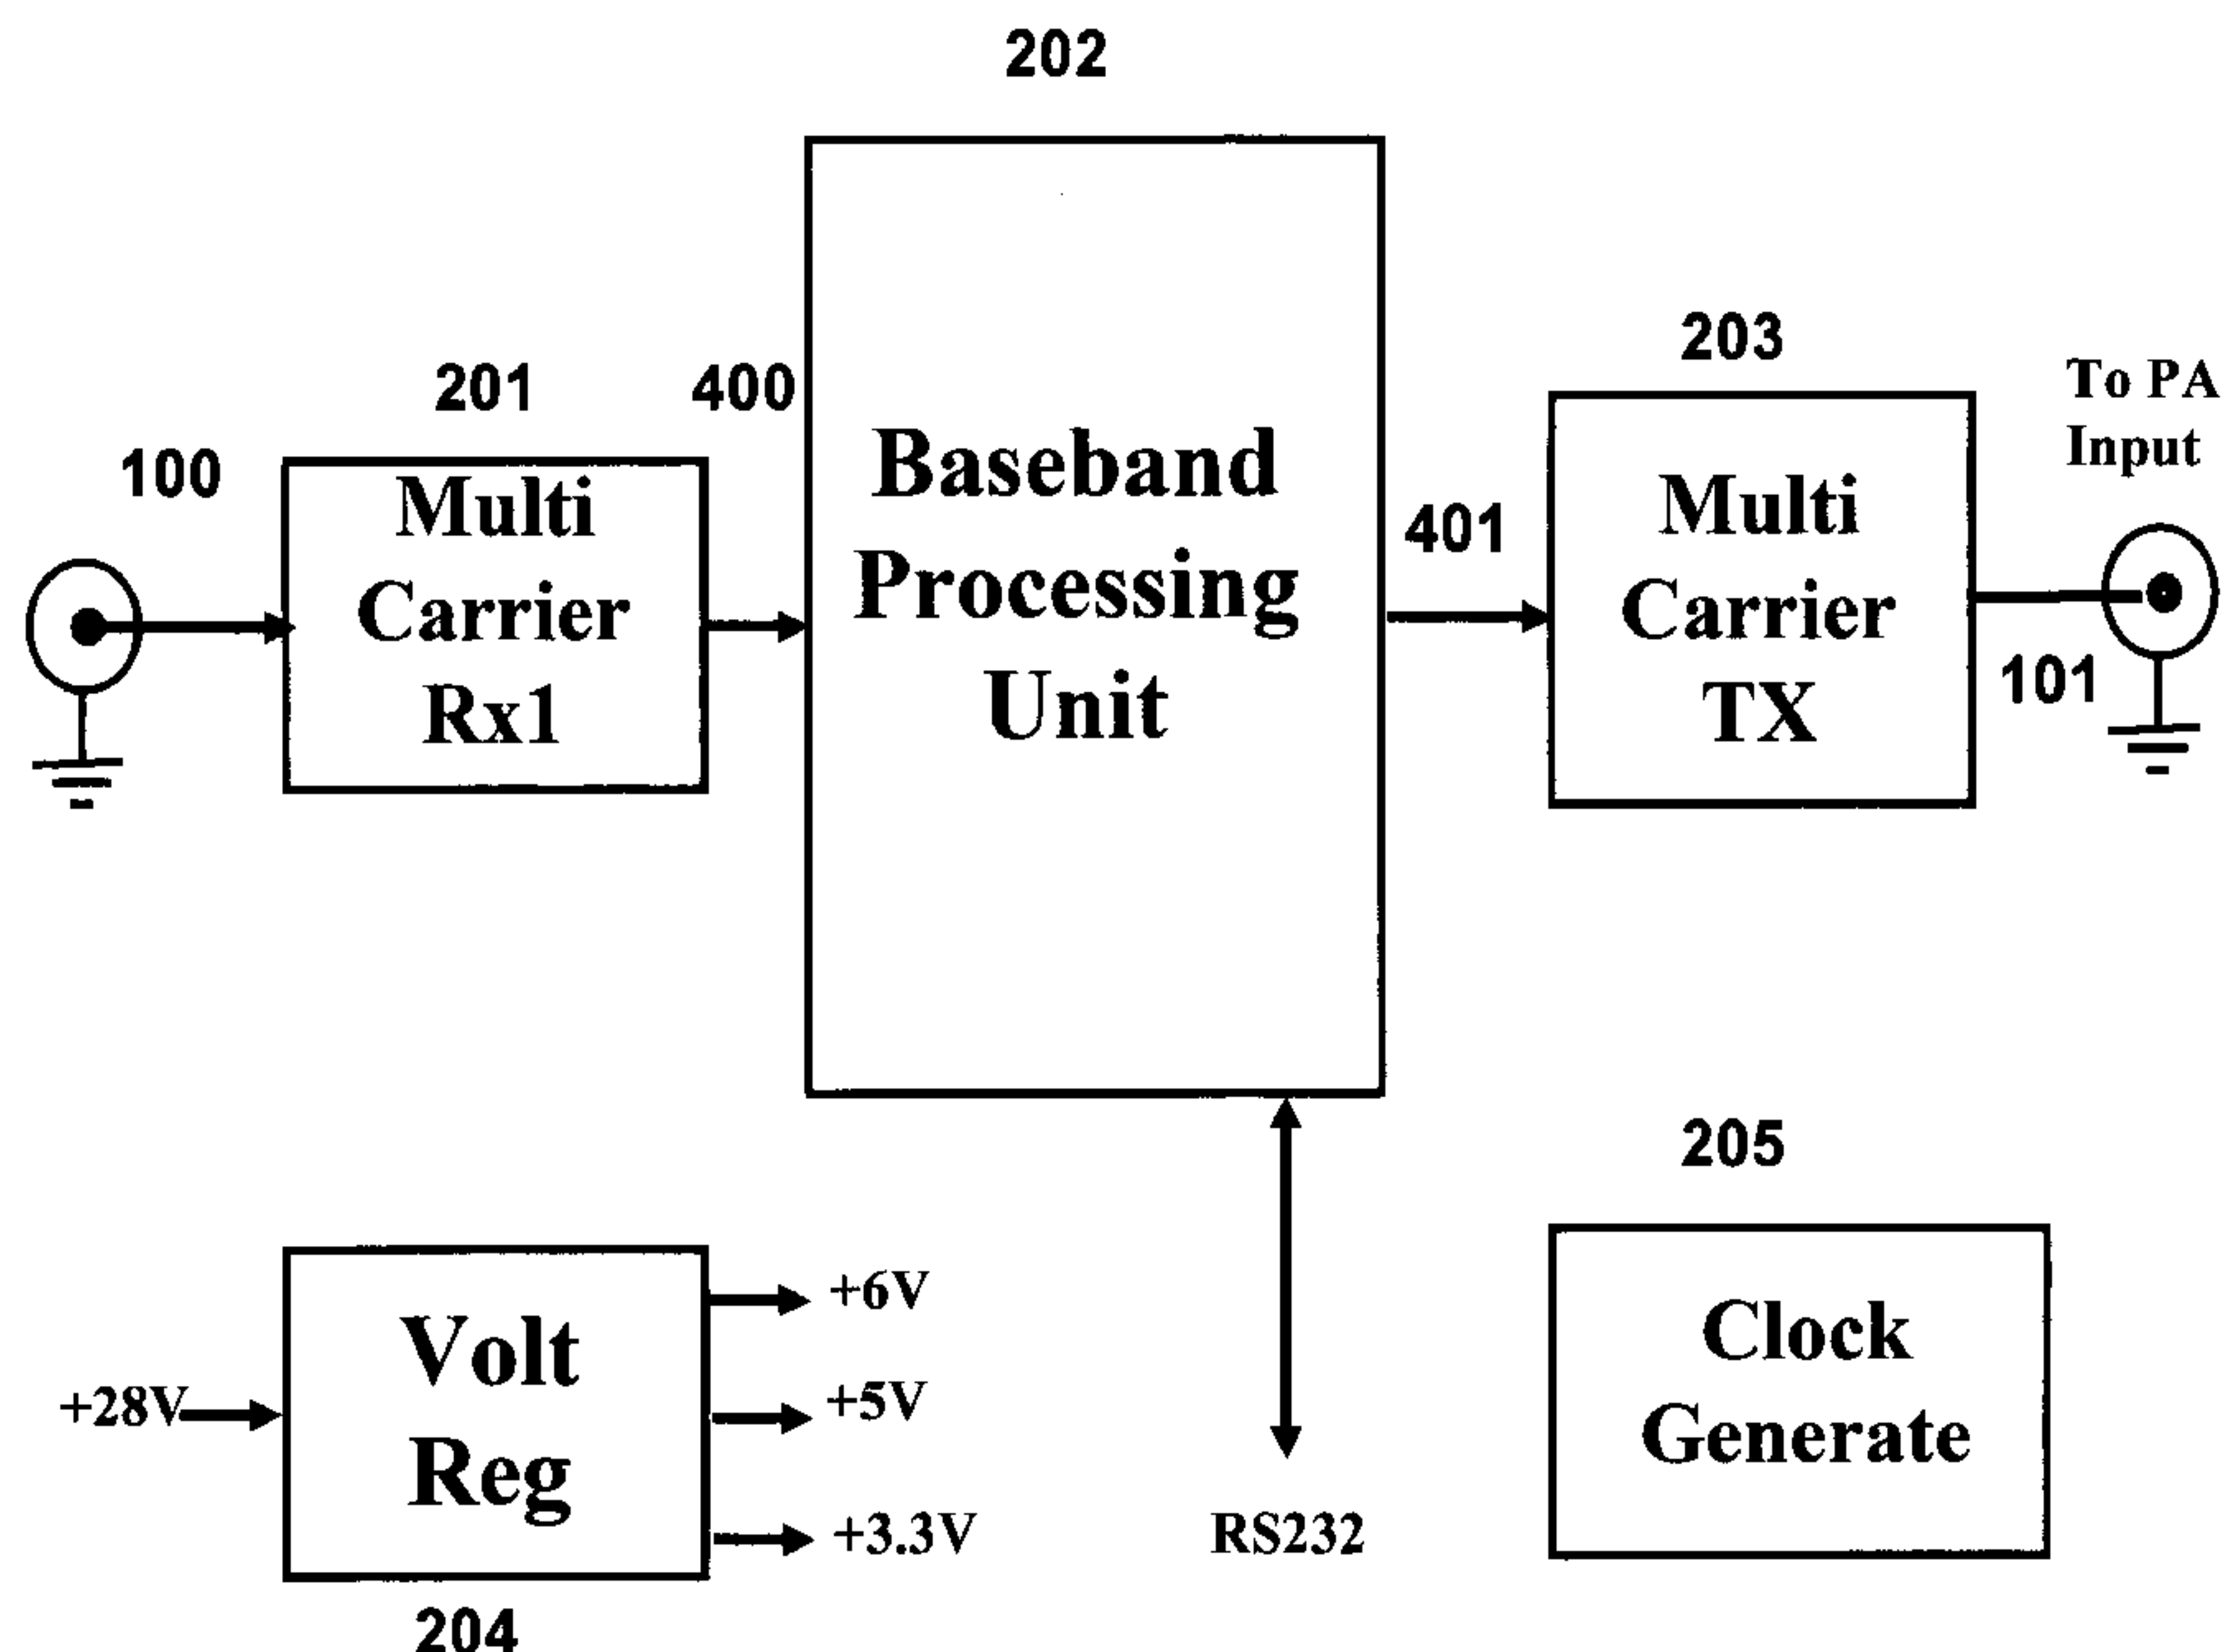 202
203
To PA
Input
201
400
100
Multi
Carrier
Rx1
Baseband
Processing
Unit
401
Multi
Carrier
TX
101
205
Volt
Reg
+28V
+6V
+5V
+3.3V
204
RS232
Clock
Generate